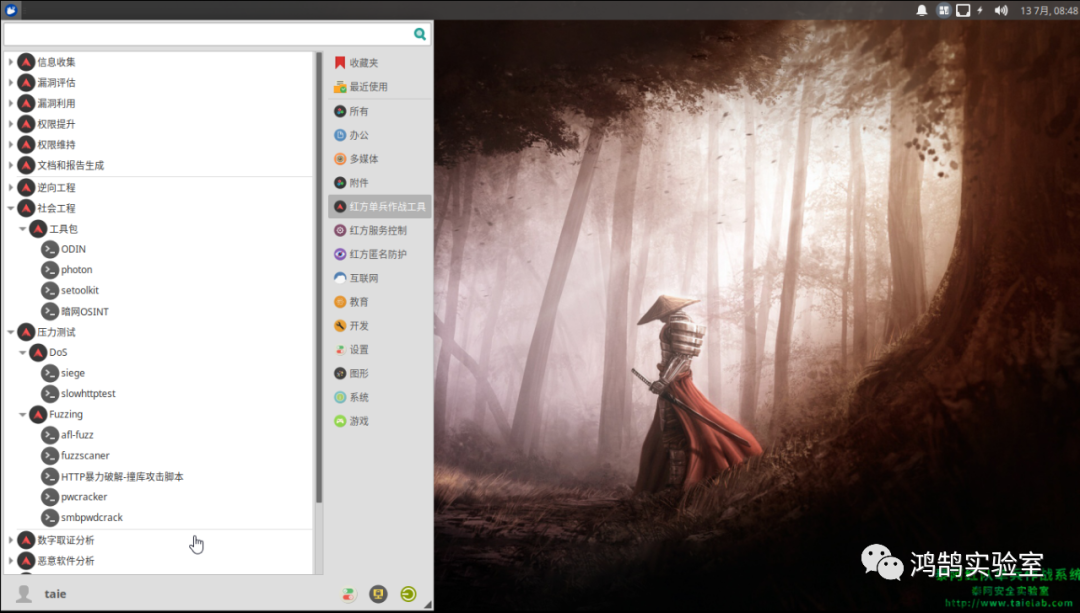 13 7月, 08:48
信息收集
漏洞评估
漏洞利用
权限提升
权限维持
文档和报告生成
逆向工程
社会工程
工具包
ODIN
photon
setoolkit
暗网OSINT
压力测试
DoS
siege
slowhttptest
Fuzzing
afl-fuzz
fuzzscaner
HTTP暴力破解-撞库攻击脚本
pwcracker
smbpwdcrack
数字取证分析
恶意软件分析
taie
收藏夹
最近使用
所有
办公
多媒体
附件
红方单兵作战工具
红方服务控制
红方匿名防护
互联网
教育
开发
设置
图形
系统
游戏
鸿鹄实验室
作战系统
泰阿安全实验室
http://www.taielab.com